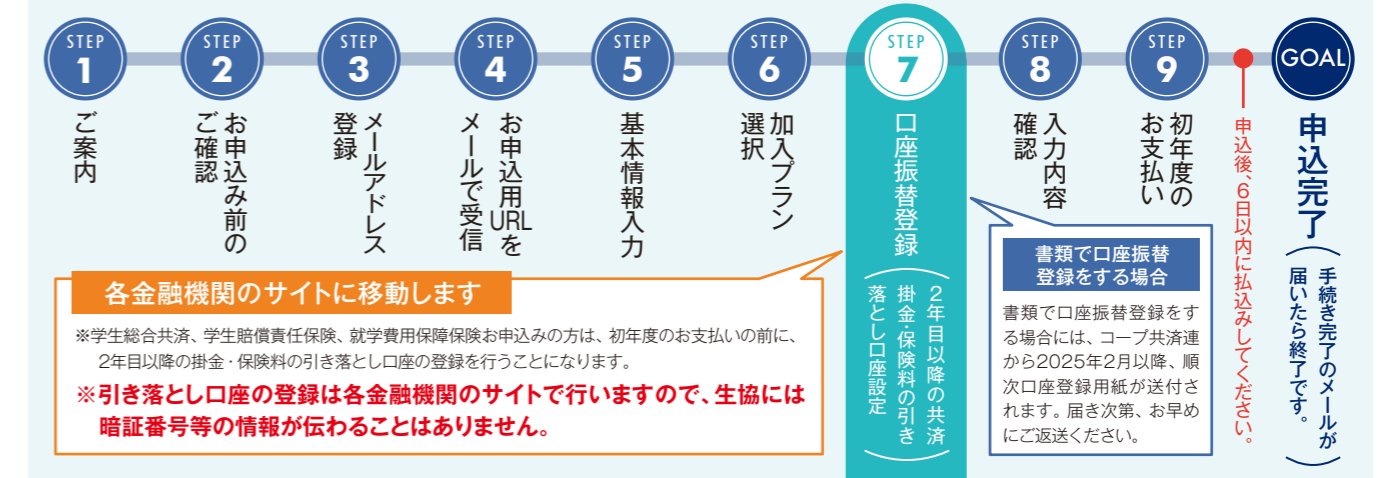 STEP
1
ご案内
STEP
2
お申込み前の
ご確認
STEP
3
メールアドレス
登録
STEP
4
お申込用URLを
メールで受信
STEP
5
基本情報入力
STEP
6
加入プラン
選択
STEP
7
口座振替登録
(2年目以降の共済
掛金・保険料の引き
落とし口座設定)
STEP
8
入力内容
確認
STEP
9
初年度の
お支払い
申込後、6日以内に払込みしてください。
GOAL
申込完了
(手続き完了のメールが
届いたら終了です。)
各金融機関のサイトに移動します
※学生総合共済、学生賠償責任保険、就学費用保障保険お申込みの方は、初年度のお支払いの前に、
2年目以降の掛金・保険料の引き落とし口座の登録を行うことになります。
※引き落とし口座の登録は各金融機関のサイトで行いますので、生協には
暗証番号等の情報が伝わることはありません。
書類で口座振替
登録をする場合
書類で口座振替登録をす
る場合には、コープ共済連
から2025年2月以降、順
次口座登録用紙が送付さ
れます。届き次第、お早め
にご返送ください。